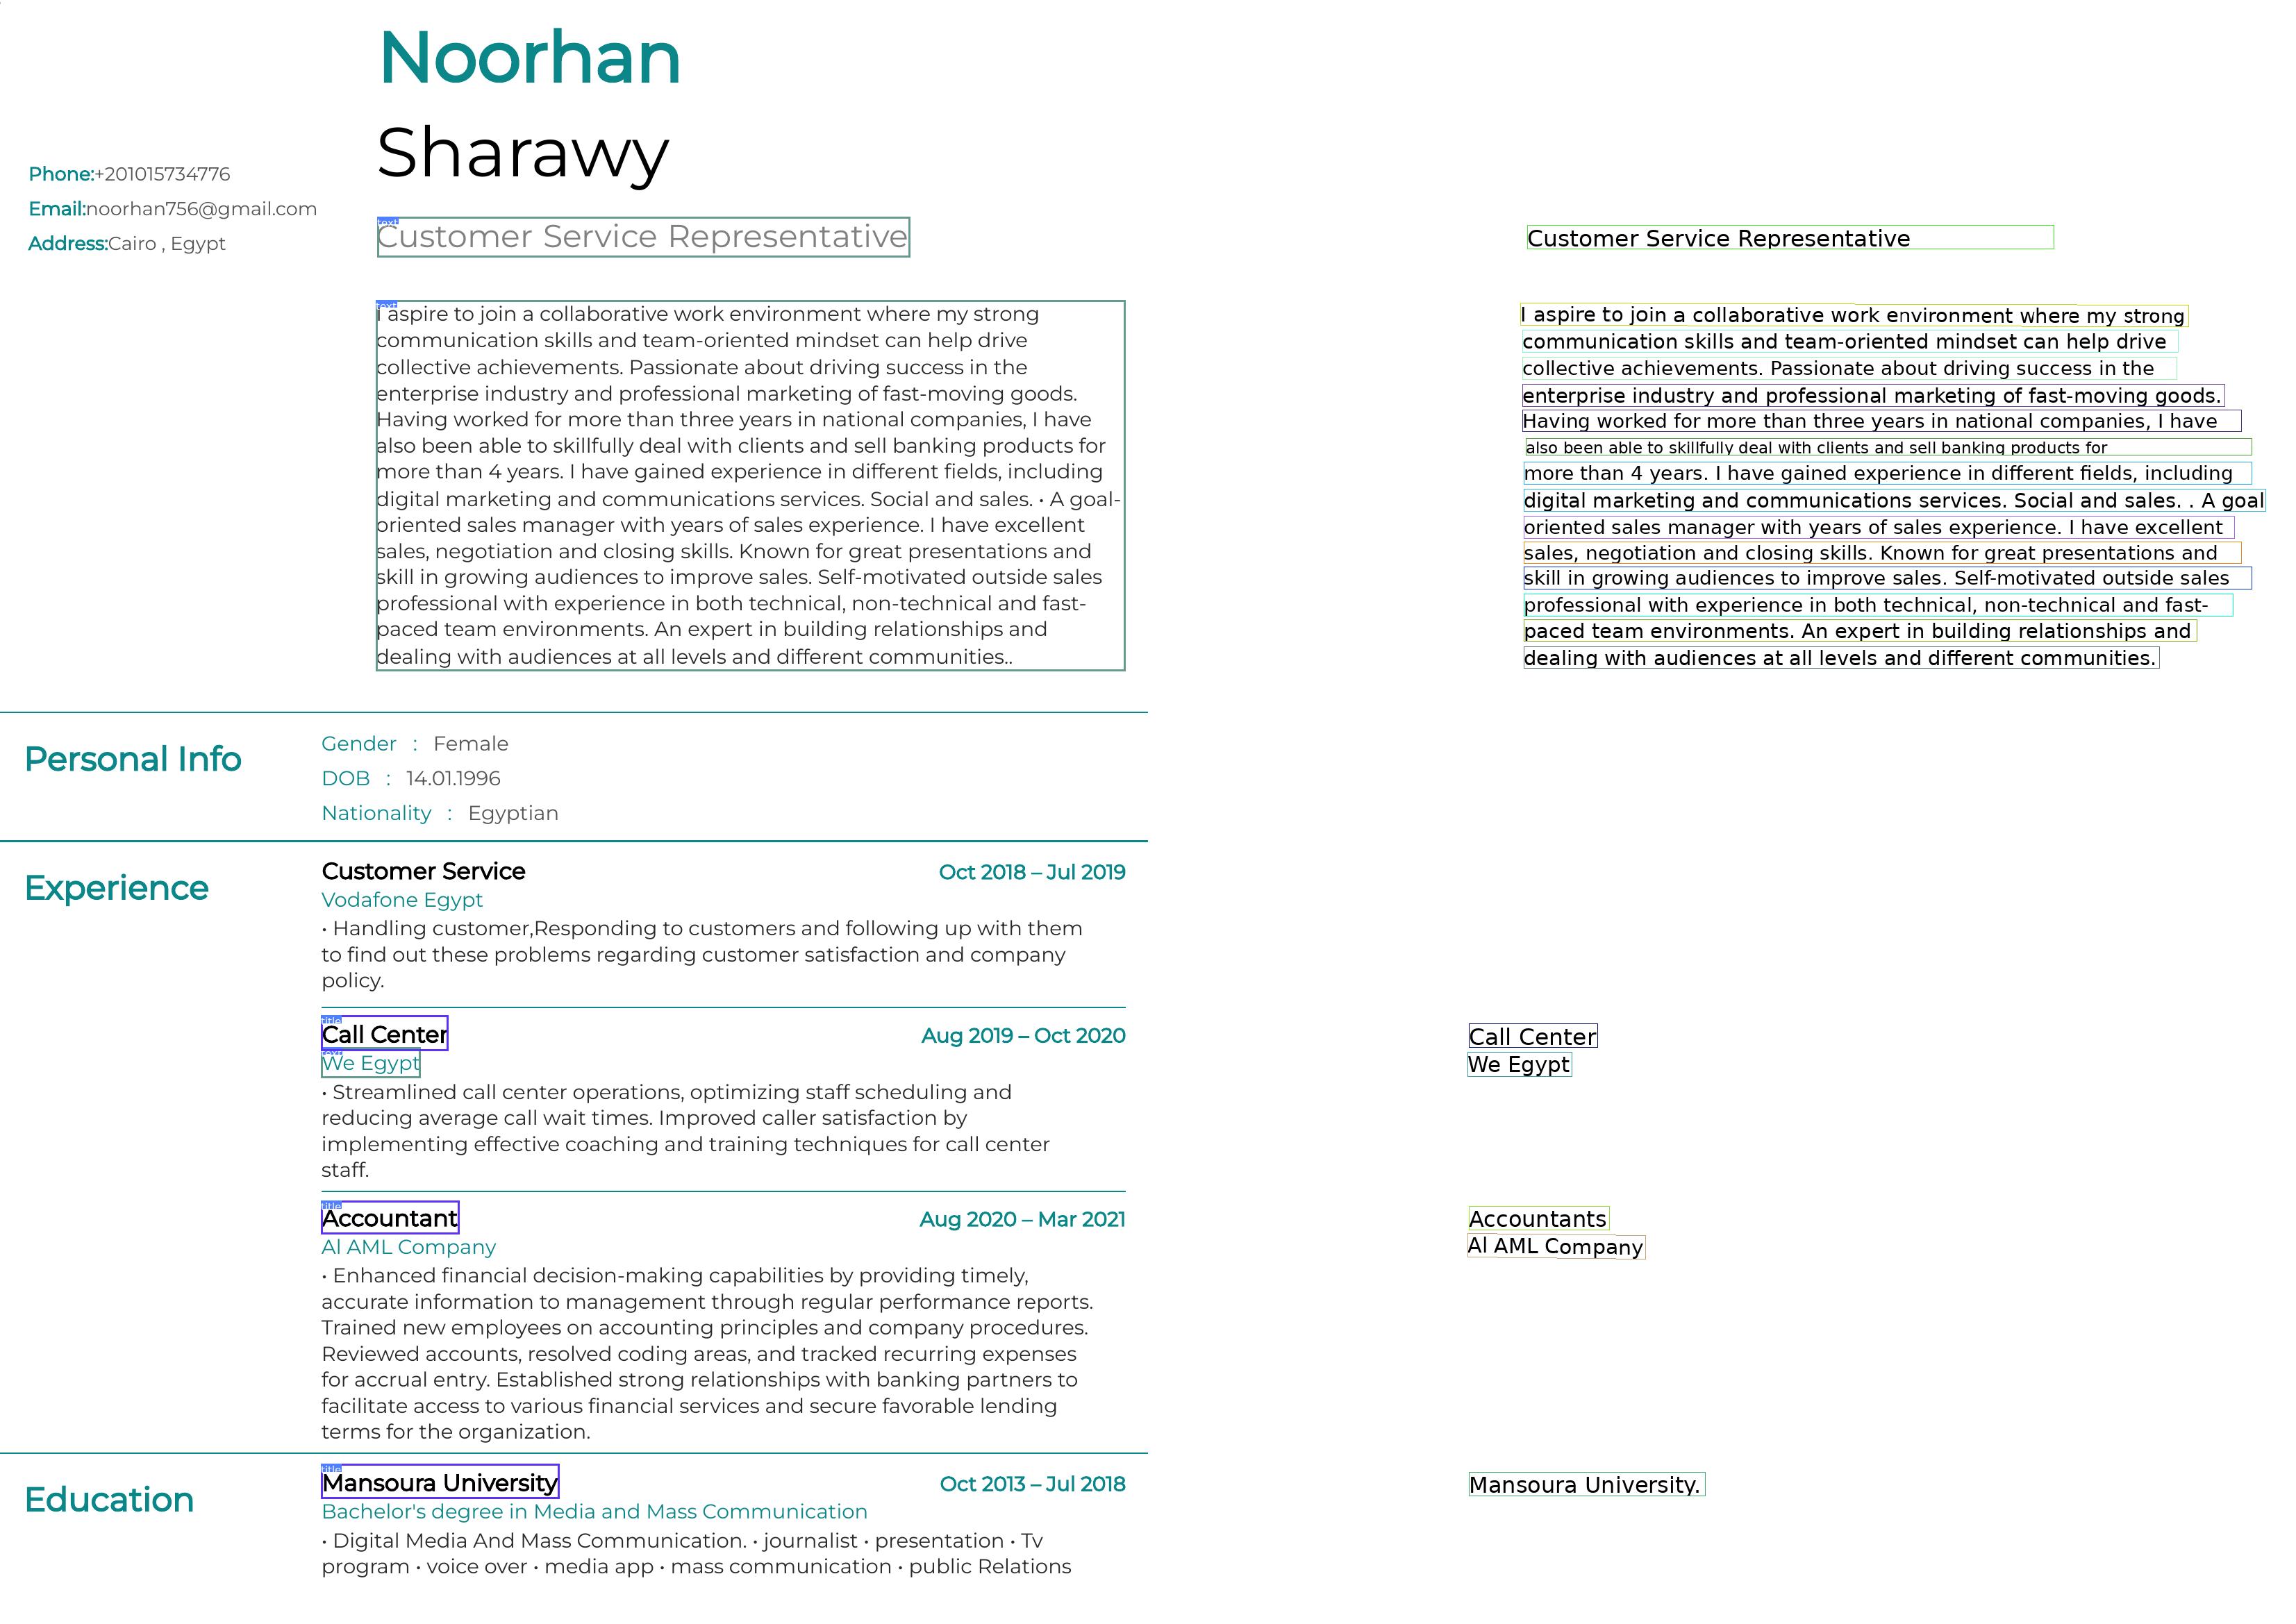 Noorhan
Sharawy
Phone:+201015734776
Email:noorhan756@gmail.com
Address:Cairo , Egypt
text
Customer Service Representative
text
I aspire to join a collaborative work environment where my strong
communication skills and team-oriented mindset can help drive
collective achievements. Passionate about driving success in the
enterprise industry and professional marketing of fast-moving goods.
Having worked for more than three years in national companies, I have
also been able to skillfully deal with clients and sell banking products for
more than 4 years. I have gained experience in different fields, including
digital marketing and communications services. Social and sales. • A goal-
oriented sales manager with years of sales experience. I have excellent
sales, negotiation and closing skills. Known for great presentations and
skill in growing audiences to improve sales. Self-motivated outside sales
professional with experience in both technical, non-technical and fast-
paced team environments. An expert in building relationships and
dealing with audiences at all levels and different communities..
Personal Info
Gender : Female
DOB : 14.01.1996
Nationality : Egyptian
Experience
Customer Service Oct 2018 – Jul 2019
Vodafone Egypt
• Handling customer,Responding to customers and following up with them
to find out these problems regarding customer satisfaction and company
policy.
title
Call Center Aug 2019 – Oct 2020
text
We Egypt
• Streamlined call center operations, optimizing staff scheduling and
reducing average call wait times. Improved caller satisfaction by
implementing effective coaching and training techniques for call center
staff.
title
Accountant Aug 2020 – Mar 2021
Al AML Company
• Enhanced financial decision-making capabilities by providing timely,
accurate information to management through regular performance reports.
Trained new employees on accounting principles and company procedures.
Reviewed accounts, resolved coding areas, and tracked recurring expenses
for accrual entry. Established strong relationships with banking partners to
facilitate access to various financial services and secure favorable lending
terms for the organization.
Education
title
Mansoura University Oct 2013 – Jul 2018
Bachelor's degree in Media and Mass Communication
• Digital Media And Mass Communication. • journalist • presentation • Tv
program • voice over • media app • mass communication • public Relations
Customer Service Representative
I aspire to join a collaborative work environment where my strong
communication skills and team-oriented mindset can help drive
collective achievements. Passionate about driving success in the
enterprise industry and professional marketing of fast-moving goods.
Having worked for more than three years in national companies, I have
also been able to skillfully deal with clients and sell banking products for
more than 4 years. I have gained experience in different fields, including
digital marketing and communications services. Social and sales. . A goal
oriented sales manager with years of sales experience. I have excellent
sales, negotiation and closing skills. Known for great presentations and
skill in growing audiences to improve sales. Self-motivated outside sales
professional with experience in both technical, non-technical and fast-
paced team environments. An expert in building relationships and
dealing with audiences at all levels and different communities.
Call Center
We Egypt
Accountants
Al AML Company
Mansoura University.